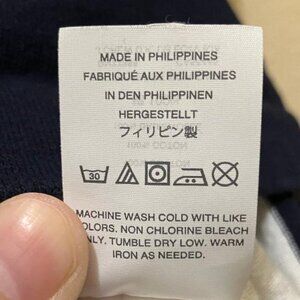 MADE IN PHILIPPINES
FABRIQUÉ AUX PHILIPPINES
IN DEN PHILIPPINEN
HERGESTELLT
フィリピン製
30
MACHINE WASH COLD WITH LIKE
COLORS. NON CHLORINE BLEACH
ONLY. TUMBLE DRY LOW. WARM
IRON AS NEEDED.